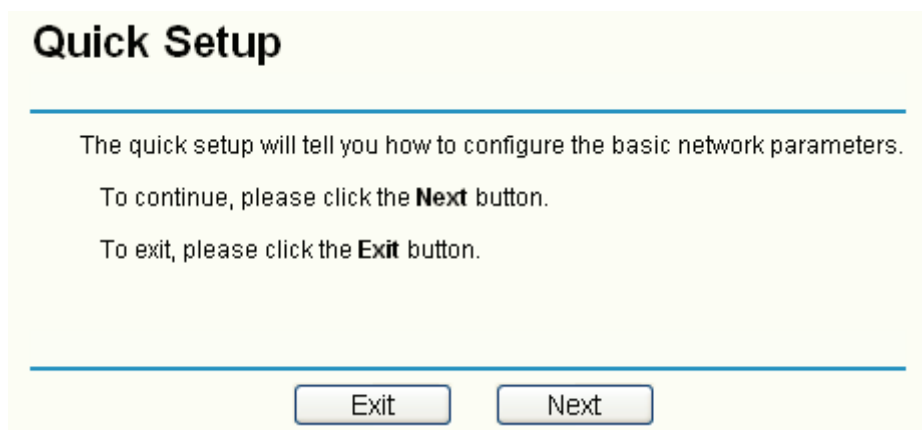 Quick Setup
The quick setup will tell you how to configure the basic network parameters.
To continue, please click the Next button.
To exit, please click the Exit button.
Exit Next